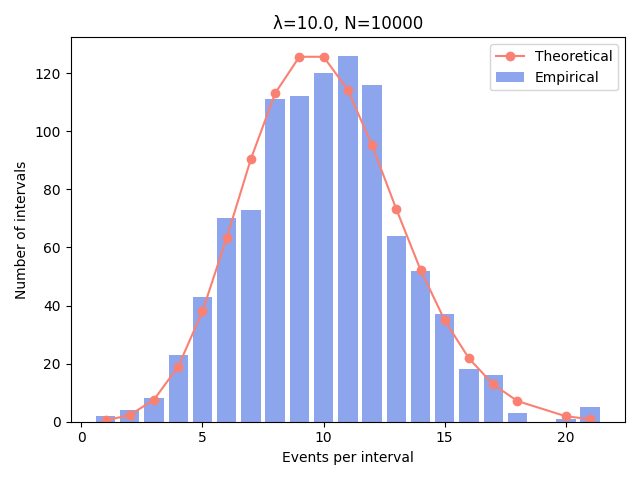 λ=10.0, N=10000
Theoretical
Empirical
Number of intervals
120
100
80
60
40
20
0
0 5 10 15 20
Events per interval